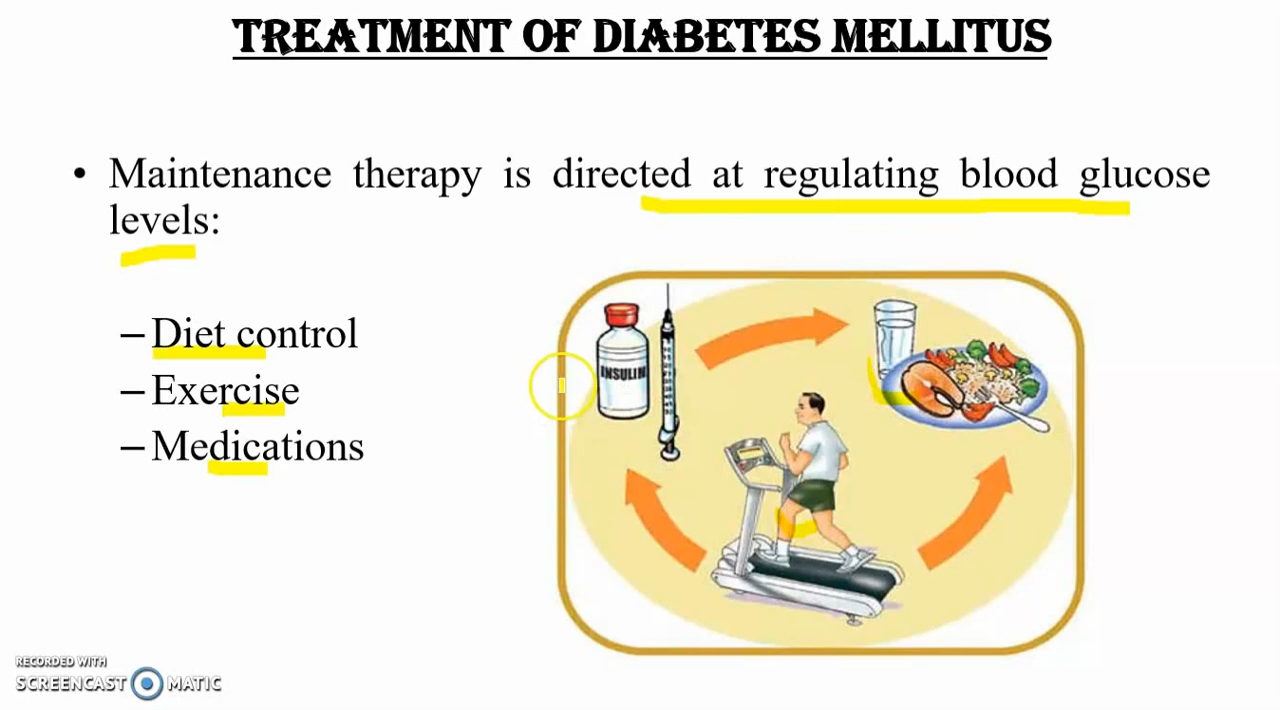 TREATMENT OF DIABETES MELLITUS
• Maintenance therapy is directed at regulating blood glucose
levels:
– Diet control
– Exercise
– Medications
INSULIN
RECORDED WITH
SCREENCAST MATIC